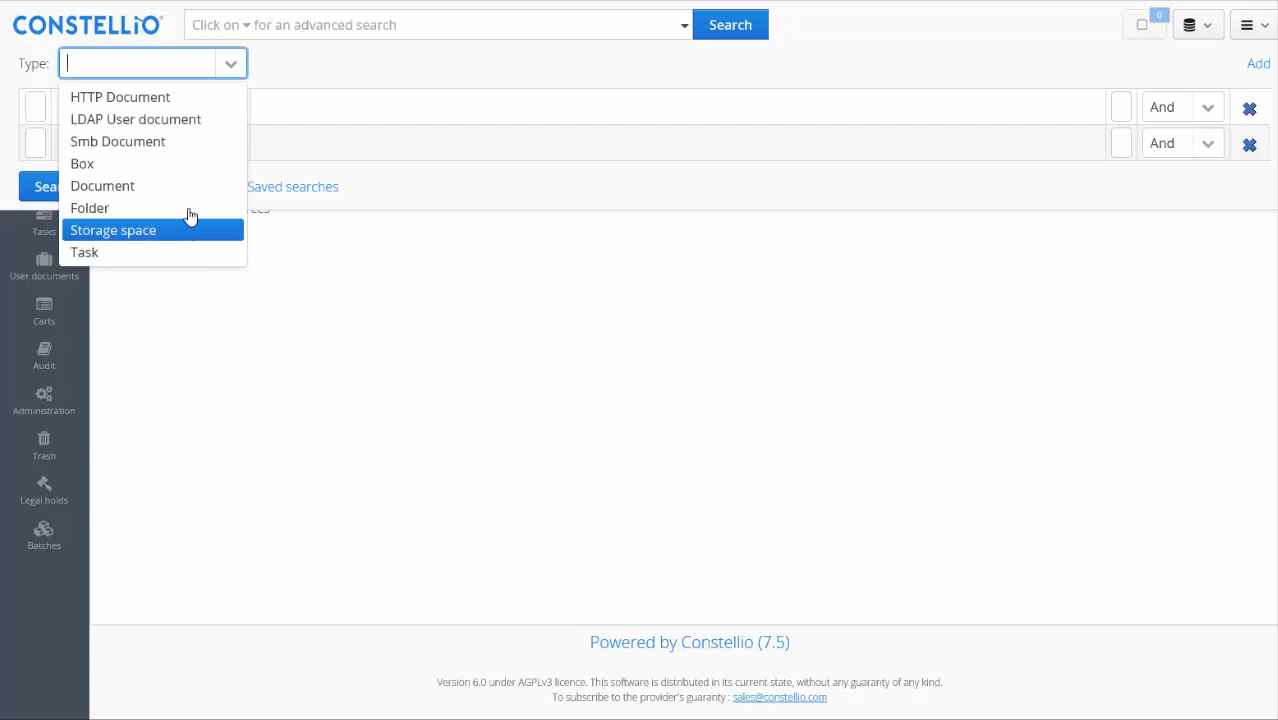 CONSTELLiO
Click on for an advanced search
Search
0
Type:
Add
HTTP Document
LDAP User document
Smb Document
Box
Document
Folder
Storage space
Task
And
And
Sear
Saved searches
Tasks
User documents
Carts
Audit
Administration
Trash
Legal holds
Batches
Powered by Constellio (7.5)
Version 6.0 under AGPLv3 licence. This software is distributed in its current state, without any guaranty of any kind.
To subscribe to the provider's guaranty : sales@constellio.com